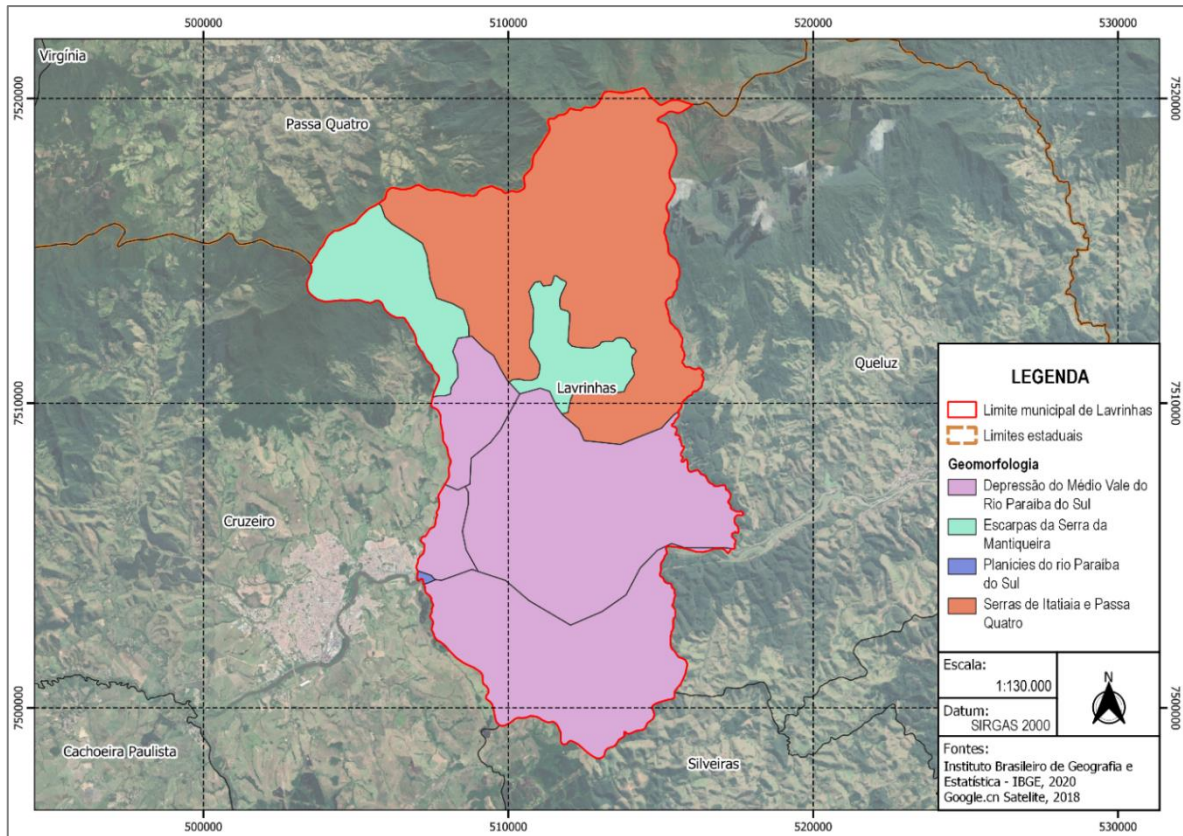 500000
510000
520000
530000
Virgínia
7520000
7520000
Passa Quatro
Queluz
Lavrinhas
7510000
7510000
Cruzeiro
7500000
7500000
Cachoeira Paulista
Silveiras
500000
510000
520000
530000
LEGENDA
Limite municipal de Lavrinhas
Limites estaduais
Geomorfologia
Depressão do Médio Vale do
Rio Paraíba do Sul
Escarpas da Serra da
Mantiqueira
Planicies do rio Paraíba
do Sul
Serras de Itatiaia e Passa
Quatro
Escala:
1:130.000
Datum:
SIRGAS 2000
N
Fontes:
Instituto Brasileiro de Geografia e
Estatística - IBGE, 2020
Google.cn Satelite, 2018